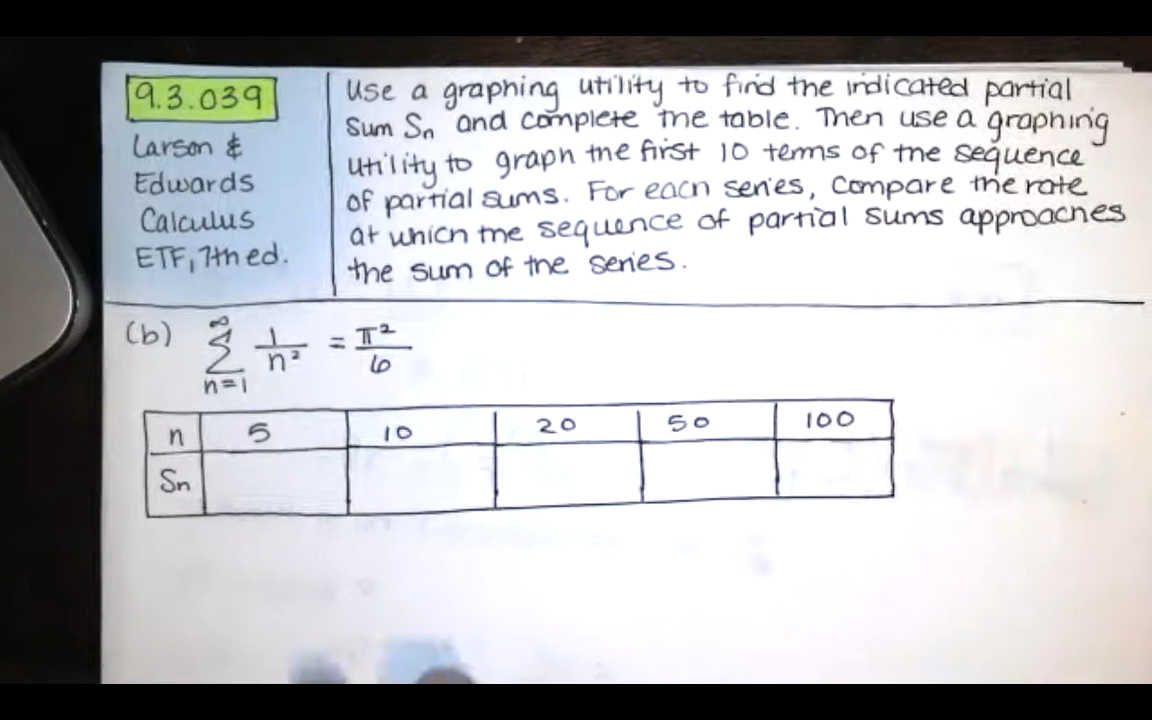 9.3.039
Larson &
Edwards
Calculus
ETF, 7th ed.
Use a graphing utility to find the indicated partial
sum Sn and complete the table. Then use a graphing
utility to graph the first 10 terms of the sequence
of partial sums. For each series, compare the rate
at which the sequence of partial sums approaches
the sum of the series.
(b) ∞ Σ n=1 1/n² = π²/6
n 5 10 20 50 100
Sn